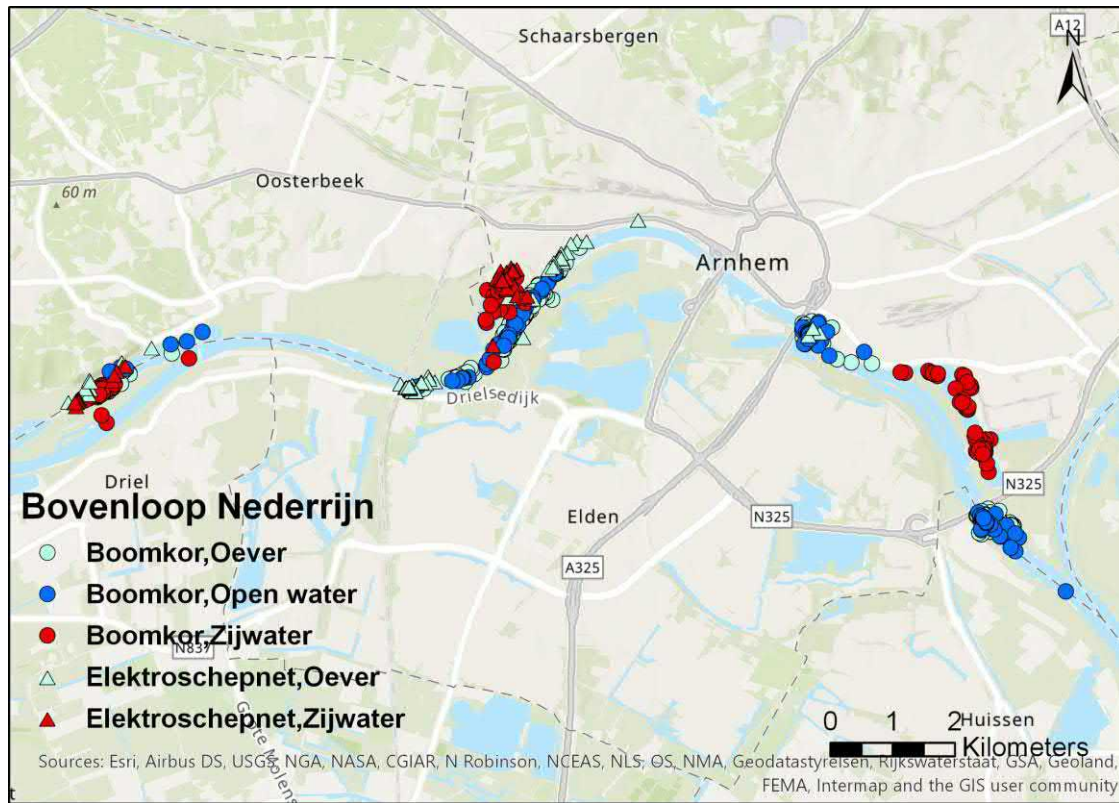 A12
N
Schaarsbergen
Oosterbeek
60 m
Arnhem
Drielsedijk
Driel
N325
Bovenloop Nederrijn
Elden
N325
Boomkor,Oever
A325
Boomkor,Open water
Boomkor,Zijwater
N837
Elektroschepnet,Oever
Elektroschepnet,Zijwater
0 1 2
Huissen
Kilometers
Sources: Esri, Airbus DS, USGS, NGA, NASA, CGIAR, N Robinson, NCEAS, NLS, OS, NMA, Geodatastyrelsen, Rijkswaterstaat, GSA, Geoland,
FEMA, Intermap and the GIS user community
t